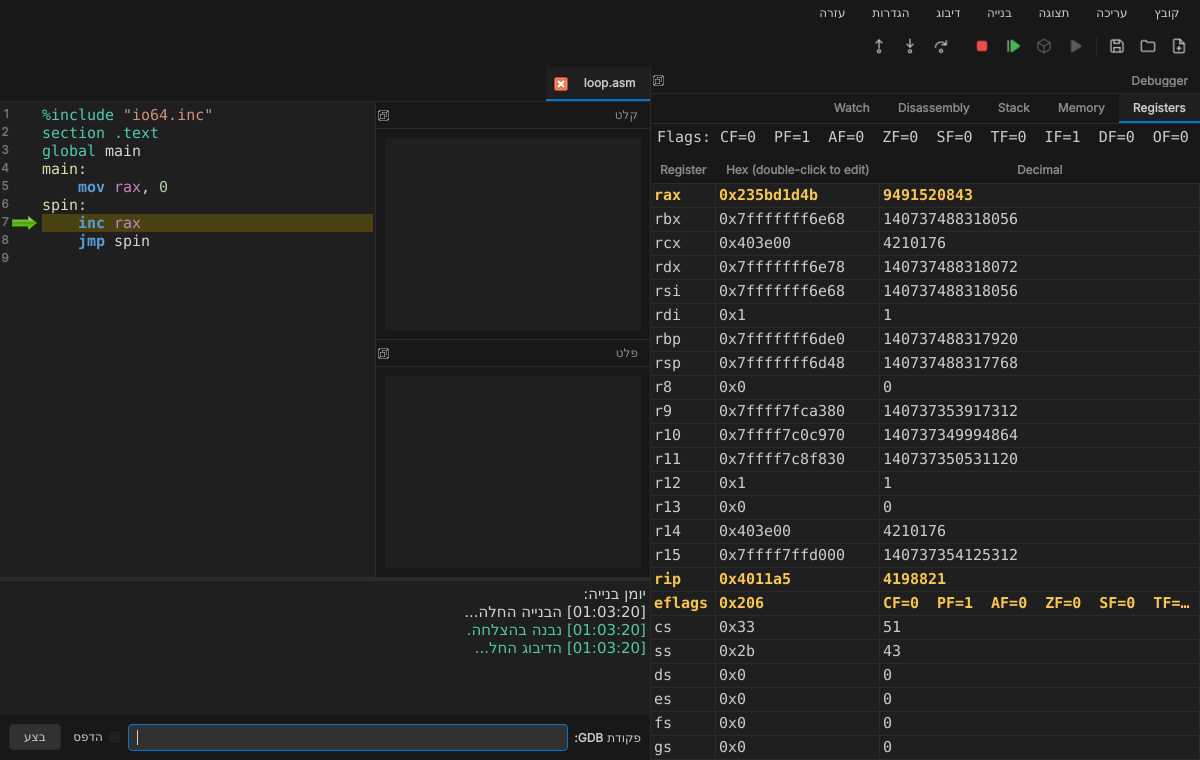 קובץ עריכה תצוגה בנייה דיבוג הגדרות עזרה
loop.asm
Debugger
Watch Disassembly Stack Memory Registers
Flags: CF=0 PF=1 AF=0 ZF=0 SF=0 TF=0 IF=1 DF=0 OF=0
Register Hex (double-click to edit) Decimal
rax 0x235bd1d4b 9491520843
rbx 0x7fffffff6e68 140737488318056
rcx 0x403e00 4210176
rdx 0x7fffffff6e78 140737488318072
rsi 0x7fffffff6e68 140737488318056
rdi 0x1 1
rbp 0x7fffffff6de0 140737488317920
rsp 0x7fffffff6d48 140737488317768
r8 0x0 0
r9 0x7ffff7fca380 140737353917312
r10 0x7ffff7c0c970 140737349994864
r11 0x7ffff7c8f830 140737350531120
r12 0x1 1
r13 0x0 0
r14 0x403e00 4210176
r15 0x7ffff7ffd000 140737354125312
rip 0x4011a5 4198821
eflags 0x206 CF=0 PF=1 AF=0 ZF=0 SF=0 TF=…
cs 0x33 51
ss 0x2b 43
ds 0x0 0
es 0x0 0
fs 0x0 0
gs 0x0 0
1 %include "io64.inc"
2 section .text
3 global main
4 main:
5 mov rax, 0
6 spin:
7 inc rax
8 jmp spin
9
קלט
פלט
יומן בנייה:
[01:03:20] הבנייה החלה...
[01:03:20] נבנה בהצלחה.
[01:03:20] הדיבוג החל...
פקודת GDB:
הדפס
בצע